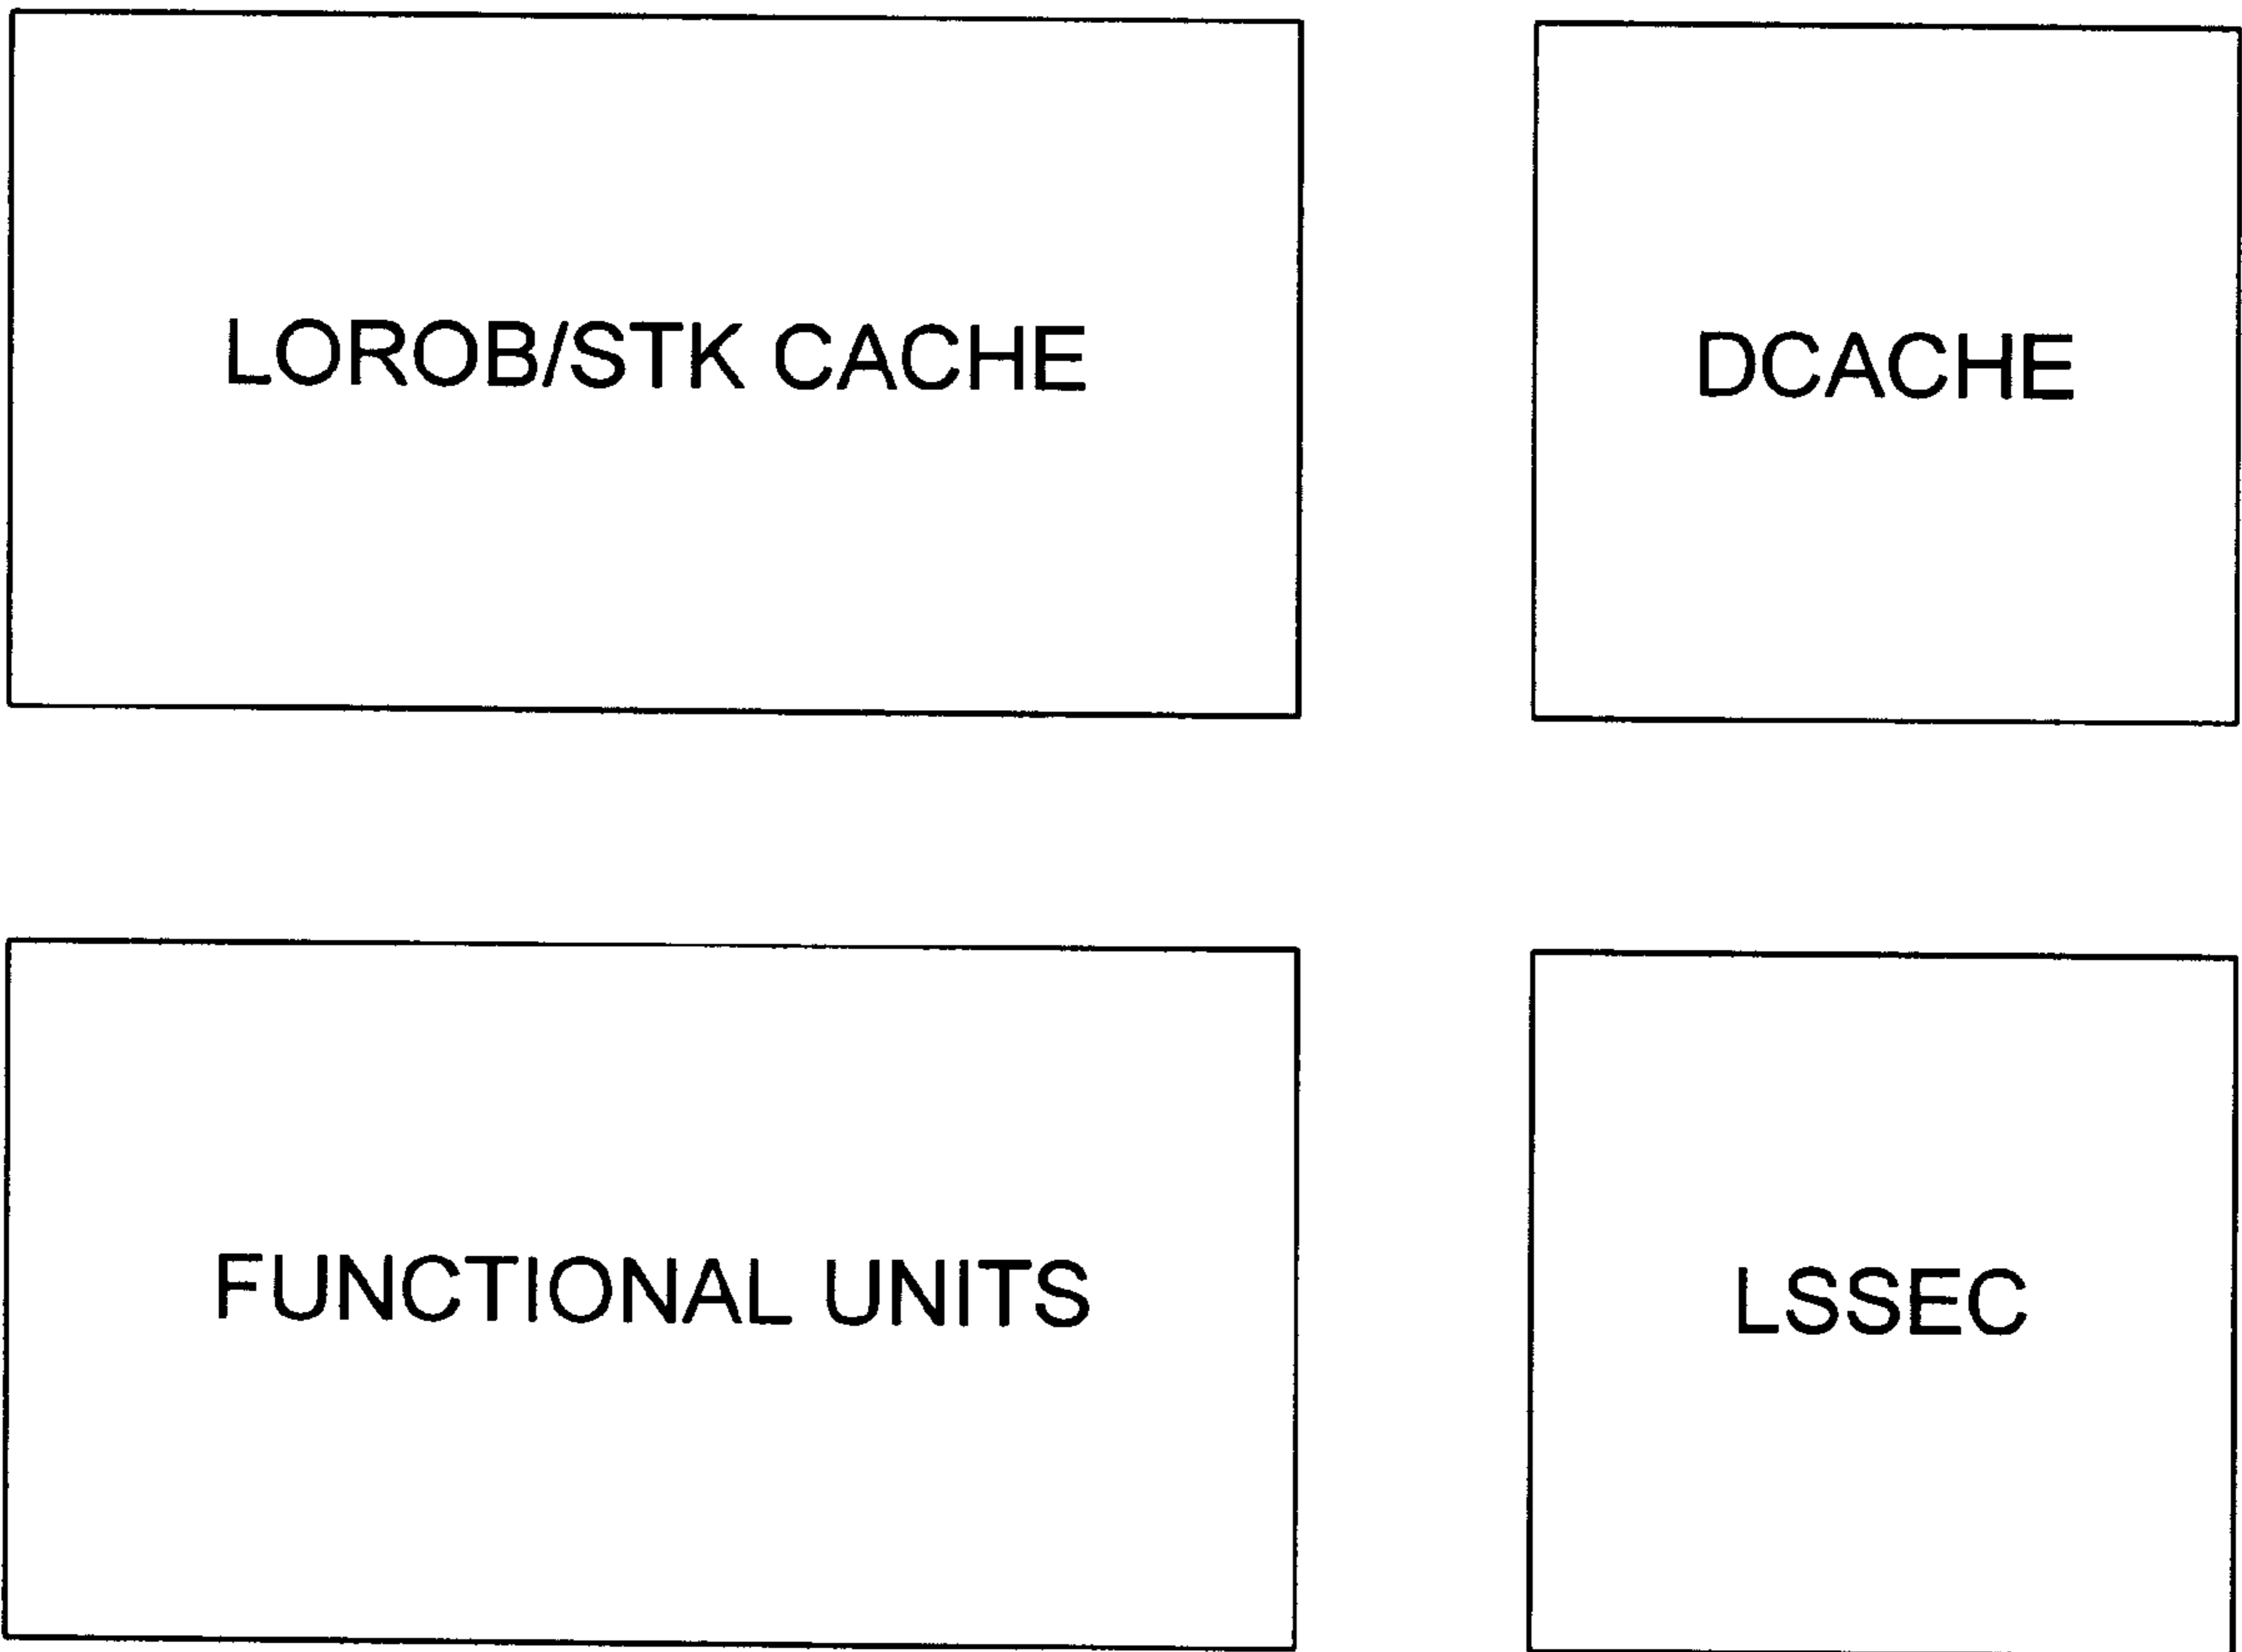 LOROB/STK CACHE
DCACHE
FUNCTIONAL UNITS
LSSEC